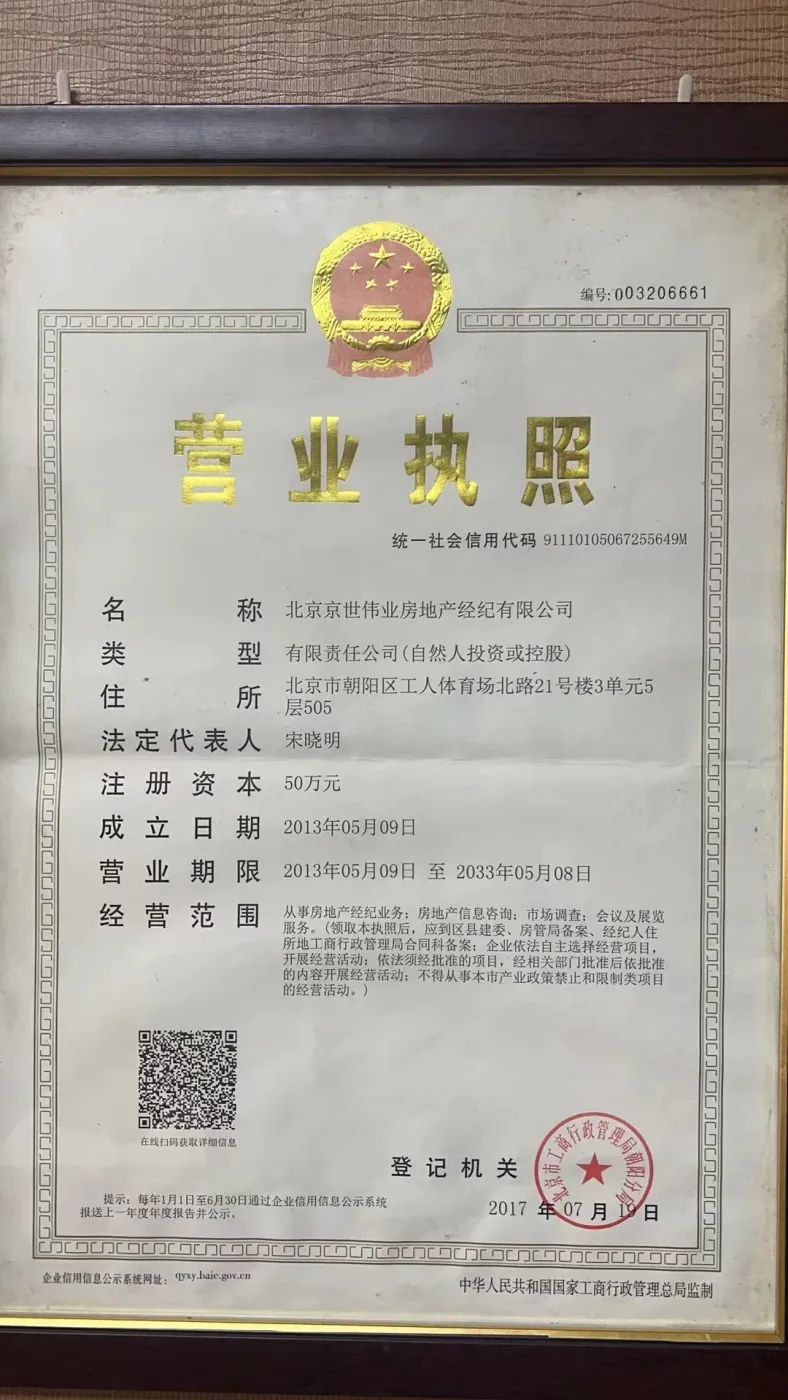 编号:003206661
营业执照
统一社会信用代码 91110105067255649M
名称 北京京世伟业房地产经纪有限公司
类型 有限责任公司(自然人投资或控股)
住所 北京市朝阳区工人体育场北路21号楼3单元5
层505
法定代表人 宋晓明
注册资本 50万元
成立日期 2013年05月09日
营业期限 2013年05月09日 至 2033年05月08日
经营范围 从事房地产经纪业务；房地产信息咨询；市场调查；会议及展览
服务。(领取本执照后，应到区县建委、房管局备案、经纪人住
所地工商行政管理局合同科备案；企业依法自主选择经营项目，
开展经营活动；依法须经批准的项目，经相关部门批准后依批准
的内容开展经营活动；不得从事本市产业政策禁止和限制类项目
的经营活动。)
在线扫码获取详细信息
登记机关
北京市工商行政管理局朝阳分局
提示：每年1月1日至6月30日通过企业信用信息公示系统
报送上一年度年度报告并公示。
2017 年 07 月 19 日
企业信用信息公示系统网址：qyxy.baic.gov.cn
中华人民共和国国家工商行政管理总局监制